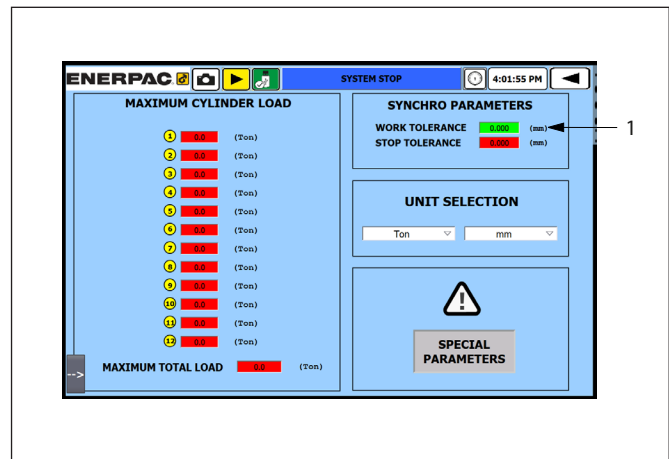 ENERPAC
SYSTEM STOP
4:01:55 PM
MAXIMUM CYLINDER LOAD
1 0.0 (Ton)
2 0.0 (Ton)
3 0.0 (Ton)
4 0.0 (Ton)
5 0.0 (Ton)
6 0.0 (Ton)
7 0.0 (Ton)
8 0.0 (Ton)
9 0.0 (Ton)
10 0.0 (Ton)
11 0.0 (Ton)
12 0.0 (Ton)
MAXIMUM TOTAL LOAD 0.0 (Ton)
-->
SYNCHRO PARAMETERS
WORK TOLERANCE 0.000 (mm)
STOP TOLERANCE 0.000 (mm)
1
UNIT SELECTION
Ton
mm
SPECIAL
PARAMETERS